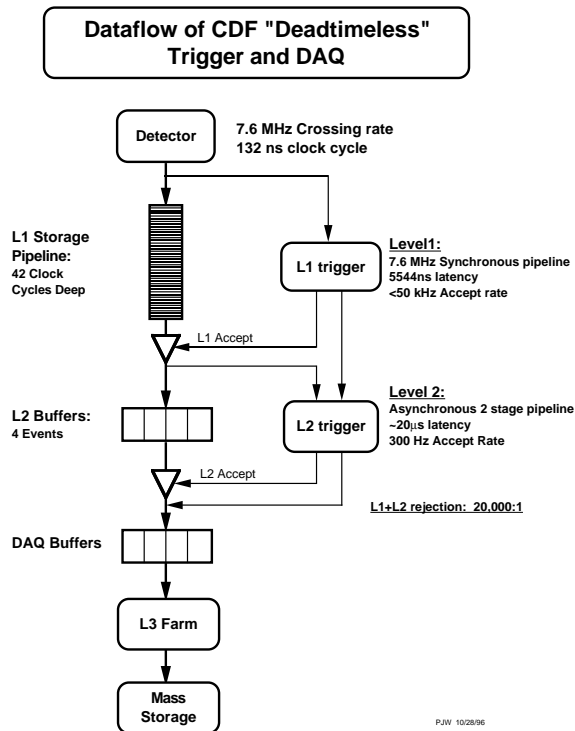 Dataflow of CDF "Deadtimeless"
Trigger and DAQ
Detector
7.6 MHz Crossing rate
132 ns clock cycle
L1 Storage
Pipeline:
42 Clock
Cycles Deep
L1 trigger
Level1:
7.6 MHz Synchronous pipeline
5544ns latency
<50 kHz Accept rate
L1 Accept
L2 Buffers:
4 Events
L2 trigger
Level 2:
Asynchronous 2 stage pipeline
~20µs latency
300 Hz Accept Rate
L2 Accept
L1+L2 rejection: 20,000:1
DAQ Buffers
L3 Farm
Mass
Storage
PJW 10/28/96